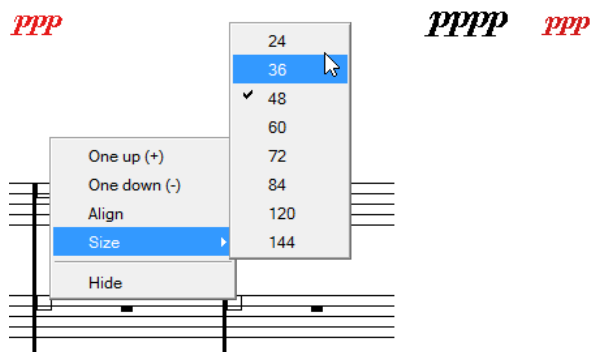 ppp
pppp ppp
24
36
48
60
72
84
120
144
One up (+)
One down (-)
Align
Size
Hide